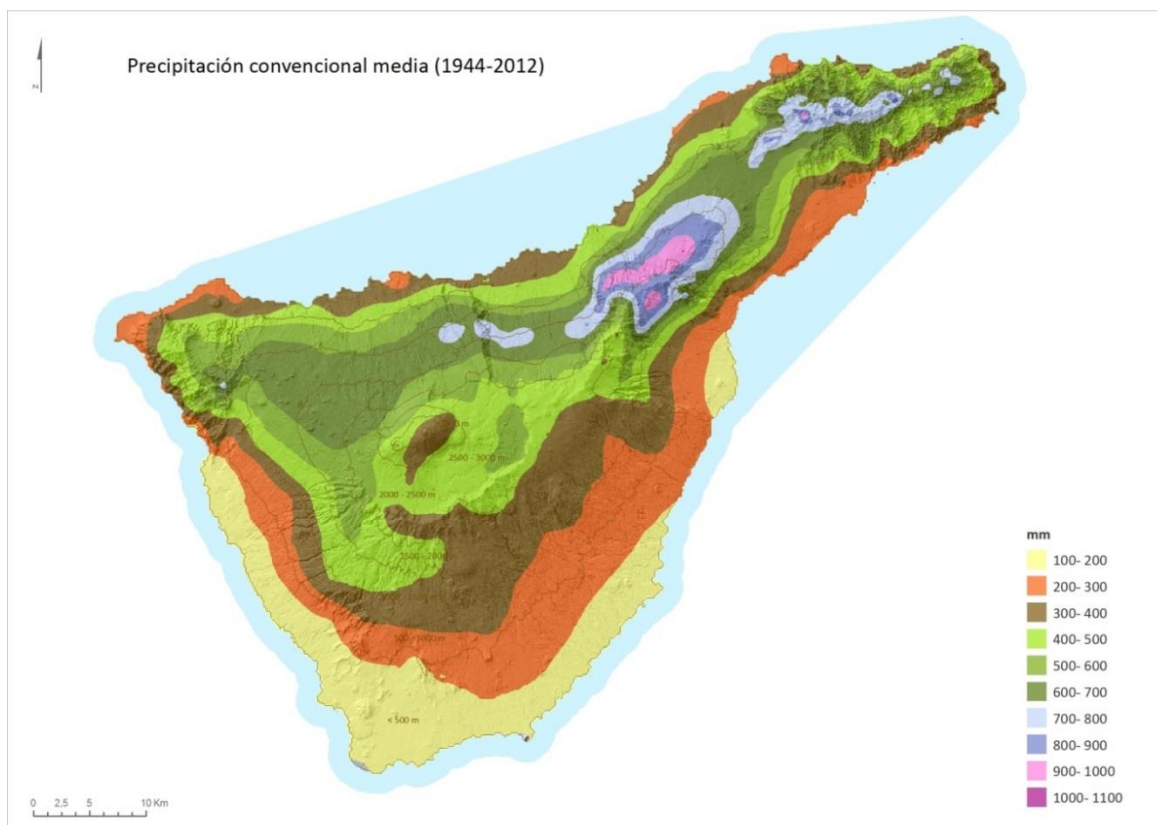 Precipitación convencional media (1944-2012)
N
2500 - 3000 m
2000 - 2500 m
< 500 m
mm
100- 200
200- 300
300- 400
400- 500
500- 600
600- 700
700- 800
800- 900
900- 1000
1000- 1100
0 2,5 5 10 Km